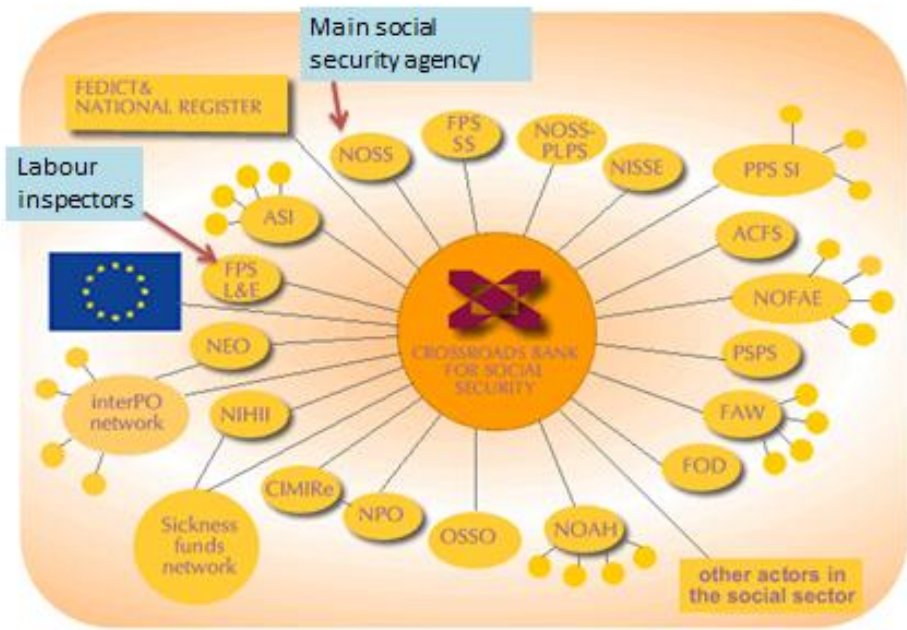 Main social
security agency
FEDICT&
NATIONAL REGISTER
Labour
inspectors
NOSS
FPS
SS
NOSS-
PLPS
NISSE
PPS SI
ASI
ACFS
FPS
L&E
NOFAE
NEO
CROSSROADS BANK
FOR SOCIAL
SECURITY
PSPS
interPO
network
NIHII
FAW
FOD
CIMIRe
NPO
OSSO
NOAH
Sickness
funds
network
other actors in
the social sector